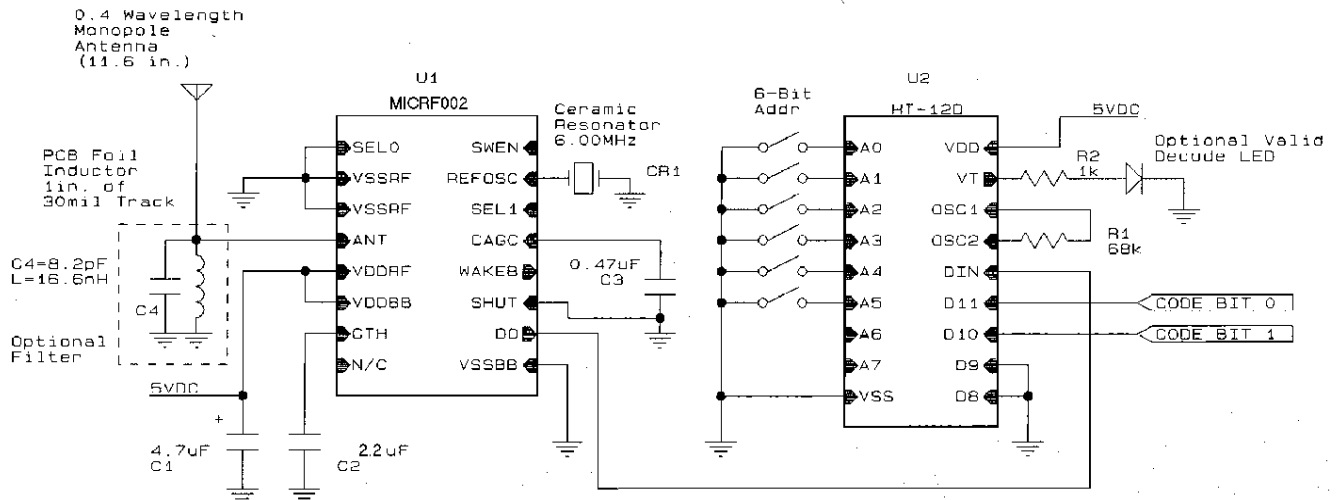 0.4 Wavelength
Monopole
Antenna
(11.6 in.)
PCB Foil
Inductor
1in. of
30mil Track
C4=8.2pF
L=16.6nH
C4
Optional
Filter
5VDC
+
4.7uF
C1
2.2uF
C2
U1
MICRF002
SEL0
VSSRF
VSSRF
ANT
VDDRF
VDDBB
CTH
N/C
SWEN
REFOSC
SEL1
CAGC
WAKEB
SHUT
DO
VSSBB
Ceramic
Resonator
6.00MHz
CR1
0.47uF
C3
6-Bit
Addr
U2
HT-12D
A0
A1
A2
A3
A4
A5
A6
A7
VSS
VDD
VT
OSC1
OSC2
DIN
D11
D10
D9
D8
5VDC
Optional Valid
Decode LED
R2
1k
R1
68k
CODE BIT 0
CODE BIT 1